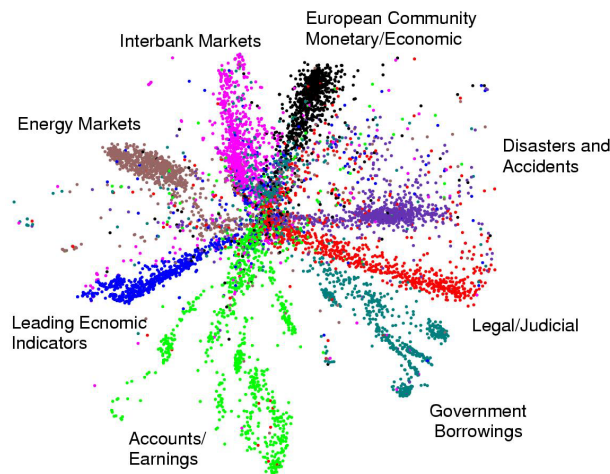 European Community
Monetary/Economic
Interbank Markets
Energy Markets
Disasters and
Accidents
Leading Ecnomic
Indicators
Legal/Judicial
Government
Borrowings
Accounts/
Earnings